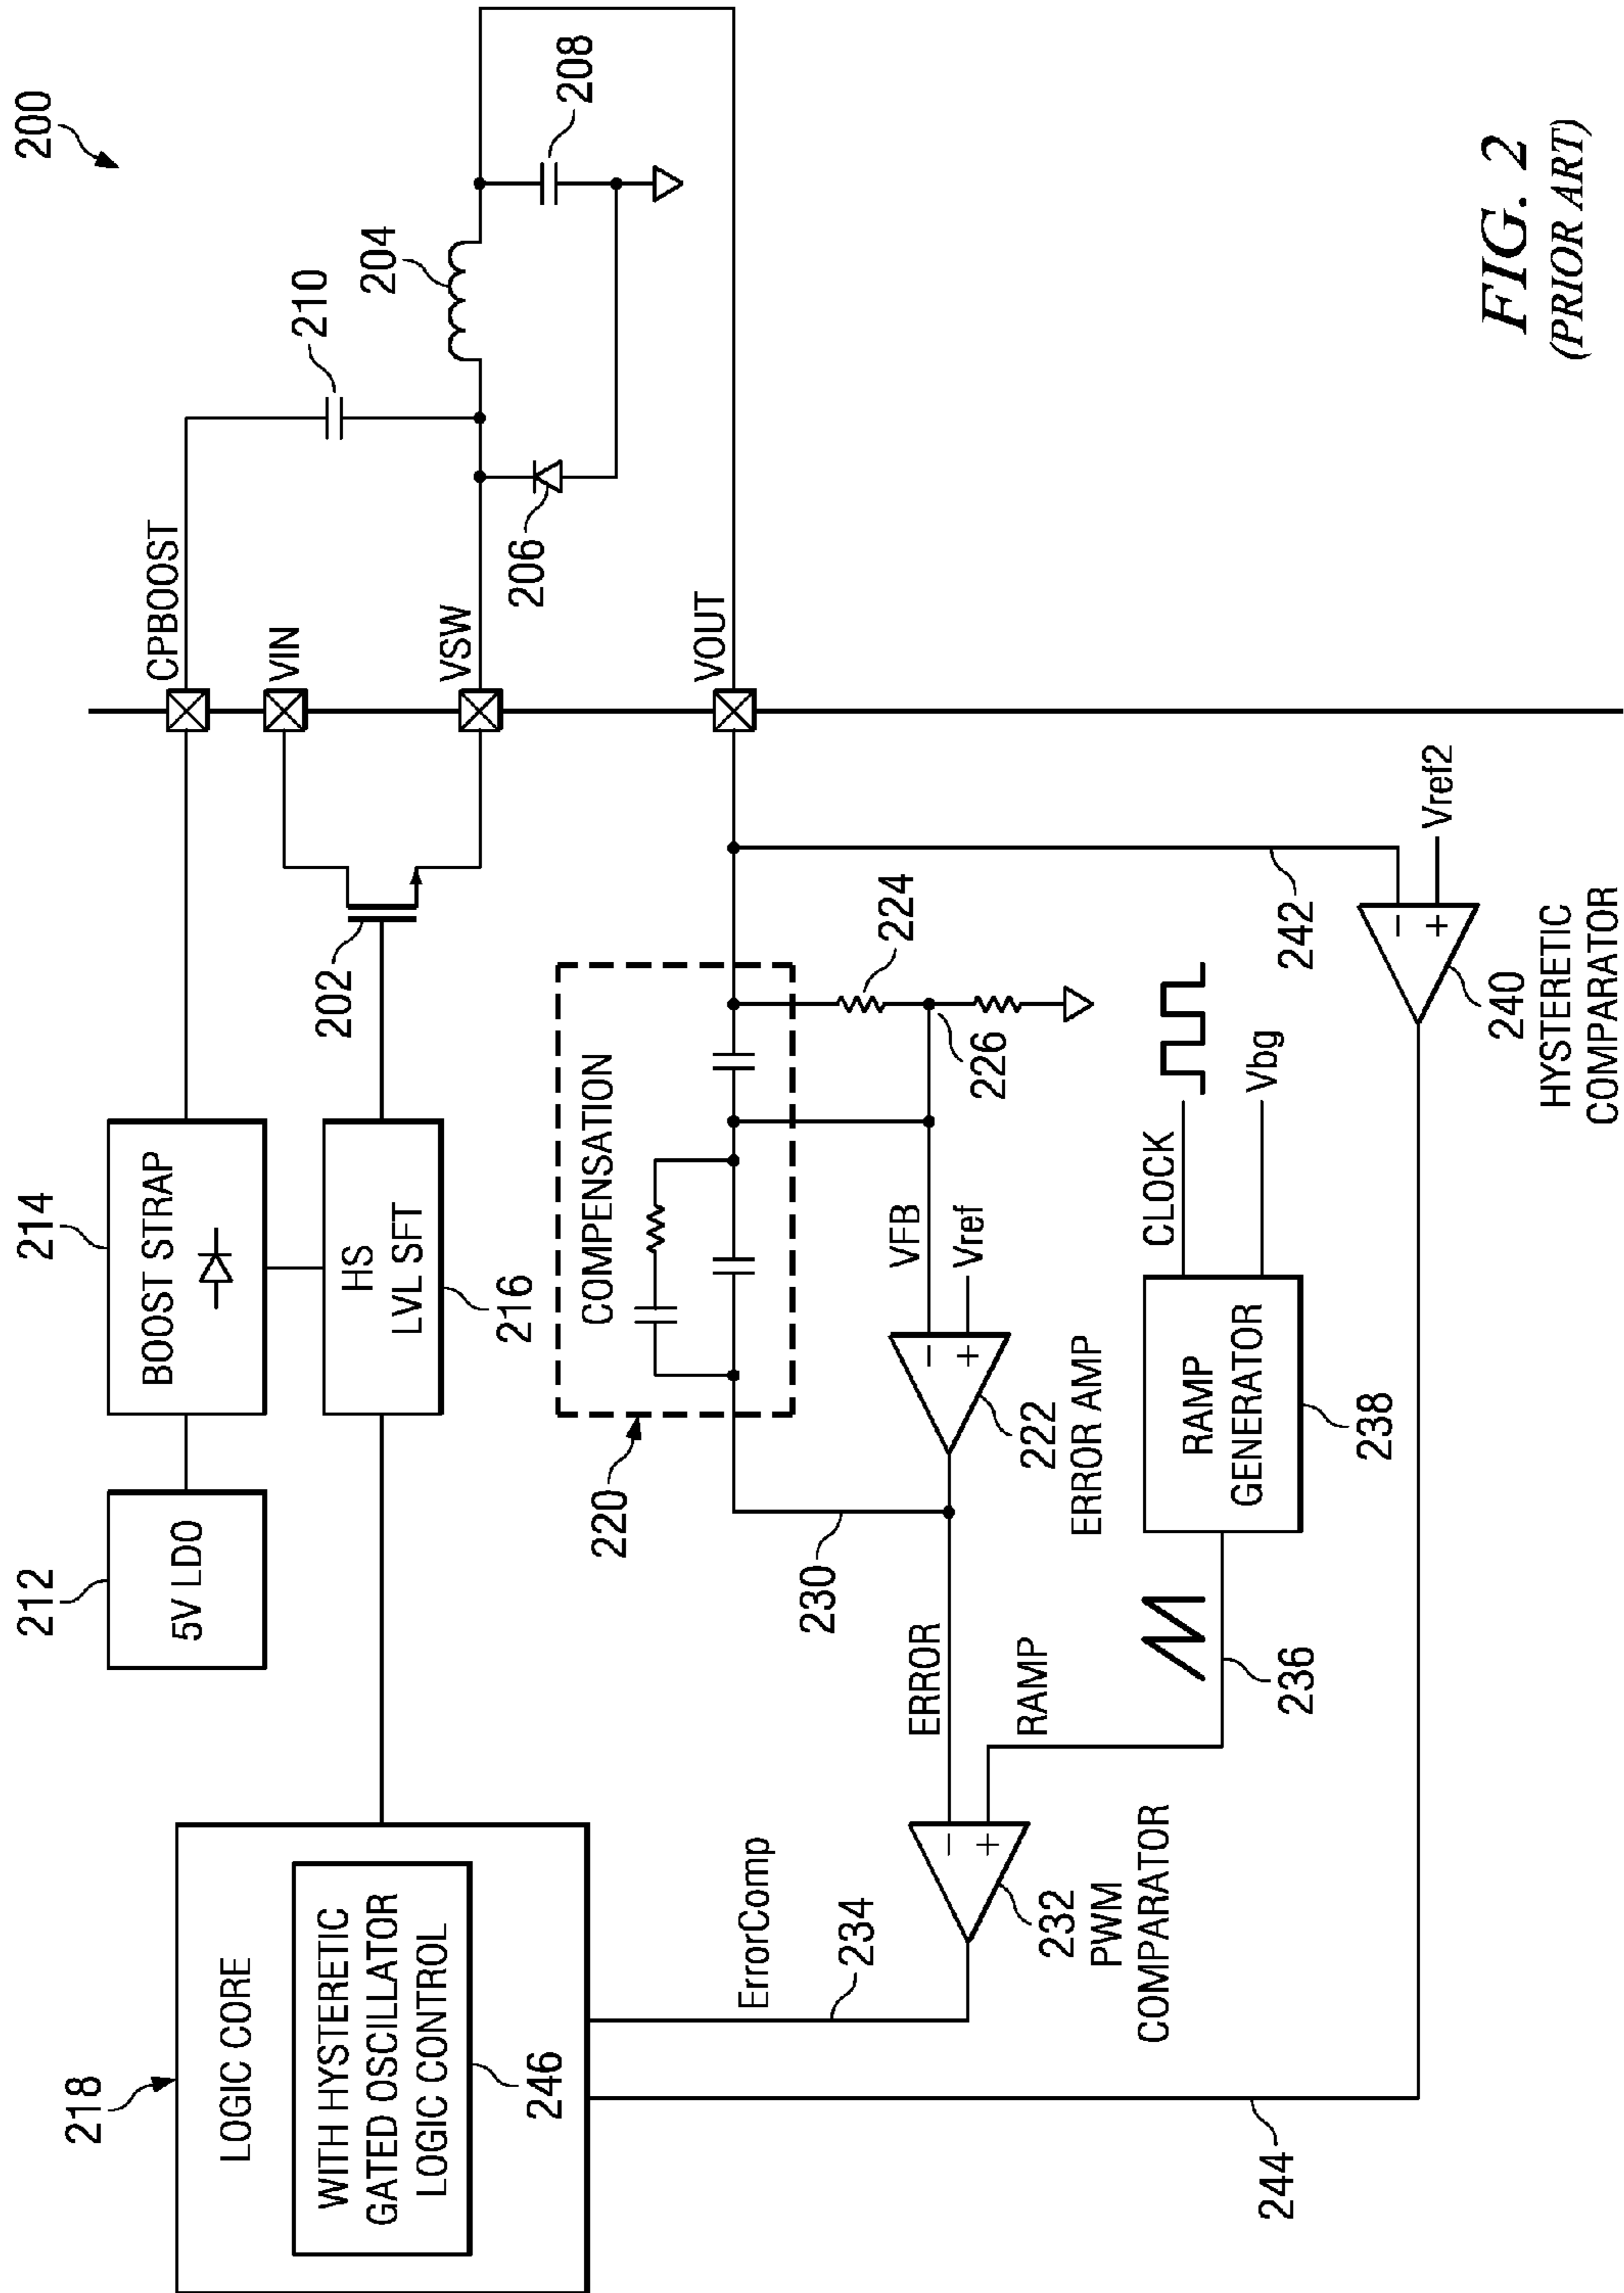 200
218
LOGIC CORE
WITH HYSTERETIC
GATED OSCILLATOR
LOGIC CONTROL
246
212
5V LDO
214
BOOST STRAP
HS
LVL SFT
216
202
CPBOOST
VIN
VSW
VOUT
210
204
206
208
220
COMPENSATION
224
226
230
VFB
Vref
222
ERROR AMP
ERROR
RAMP
ErrorComp
234
232
PWM
COMPARATOR
236
RAMP
GENERATOR
238
CLOCK
Vbg
242
Vref2
240
HYSTERETIC
COMPARATOR
244
−
+
−
+
−
+
FIG. 2
(PRIOR ART)